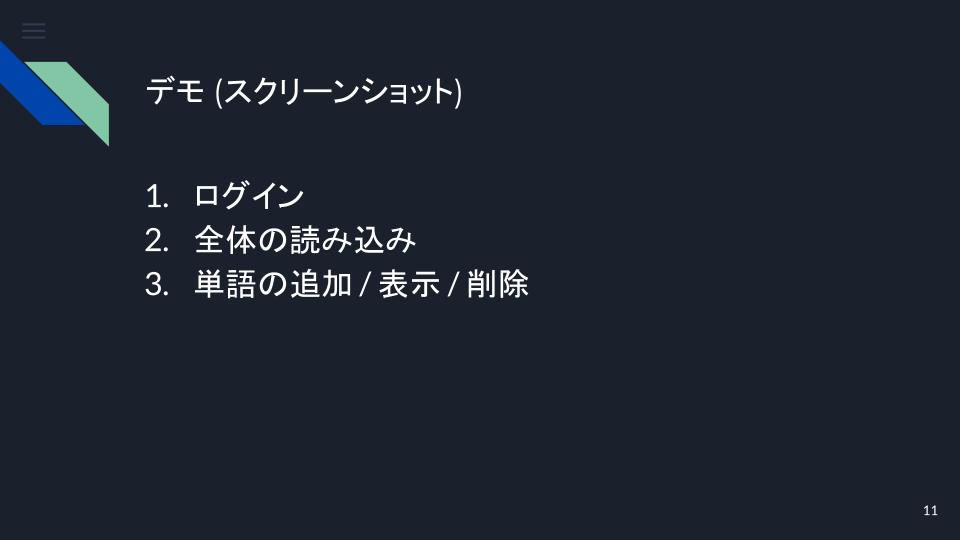 デモ (スクリーンショット)
1. ログイン
2. 全体の読み込み
3. 単語の追加 / 表示 / 削除
11